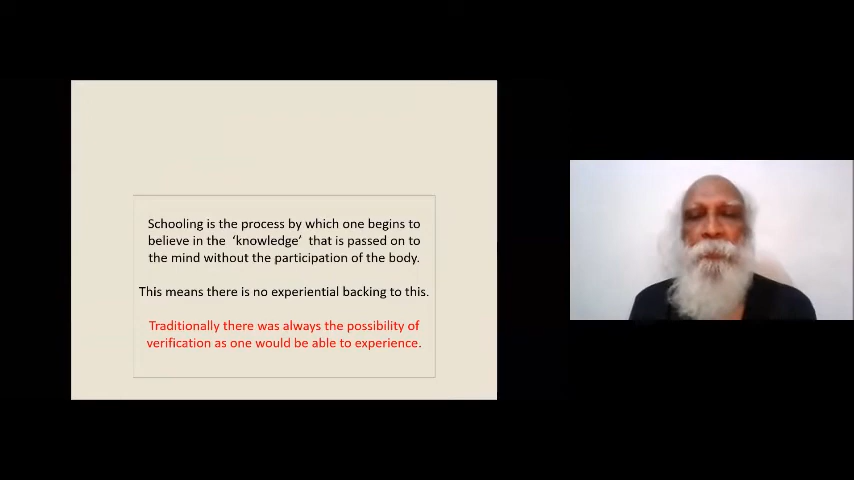 Schooling is the process by which one begins to
believe in the ‘knowledge’ that is passed on to
the mind without the participation of the body.
This means there is no experiential backing to this.
Traditionally there was always the possibility of
verification as one would be able to experience.